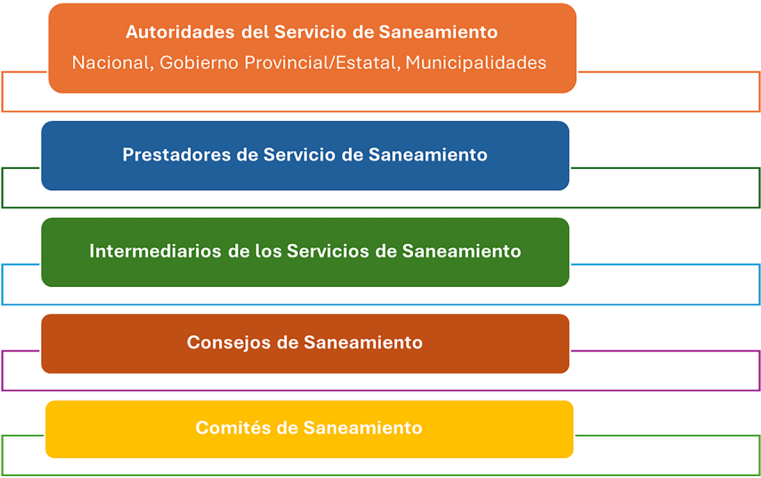 Autoridades del Servicio de Saneamiento
Nacional, Gobierno Provincial/Estatal, Municipalidades
Prestadores de Servicio de Saneamiento
Intermediarios de los Servicios de Saneamiento
Consejos de Saneamiento
Comités de Saneamiento